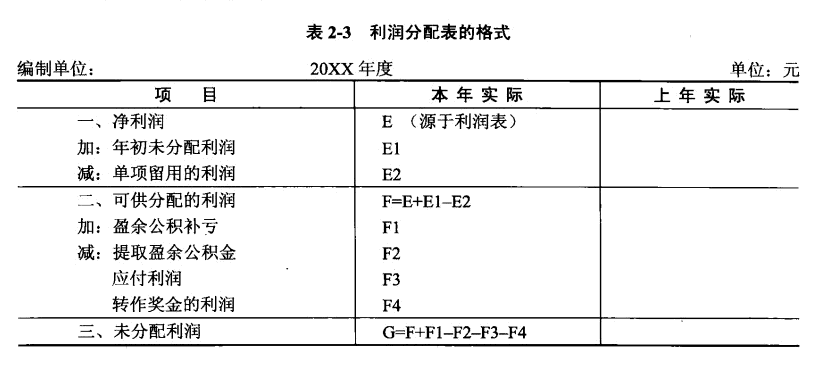 表 2-3 利润分配表的格式
编制单位： 20XX 年度 单位：元
项 目 本 年 实 际 上 年 实 际
一、净利润 E （源于利润表）
加：年初未分配利润 E1
减：单项留用的利润 E2
二、可供分配的利润 F=E+E1–E2
加：盈余公积补亏 F1
减：提取盈余公积金 F2
应付利润 F3
转作奖金的利润 F4
三、未分配利润 G=F+F1–F2–F3–F4